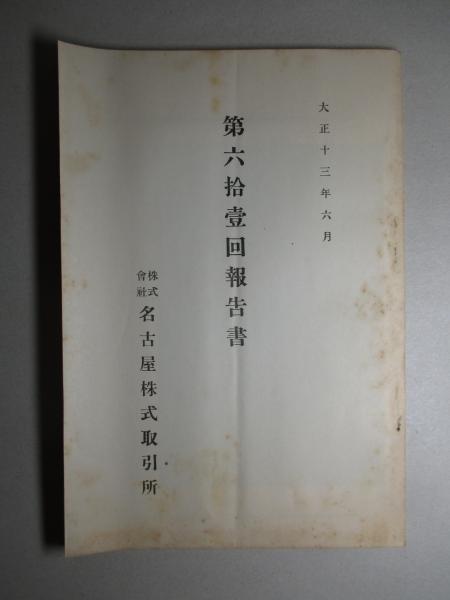 大正十三年六月
第六拾壹回報告書
株式會社名古屋株式取引所